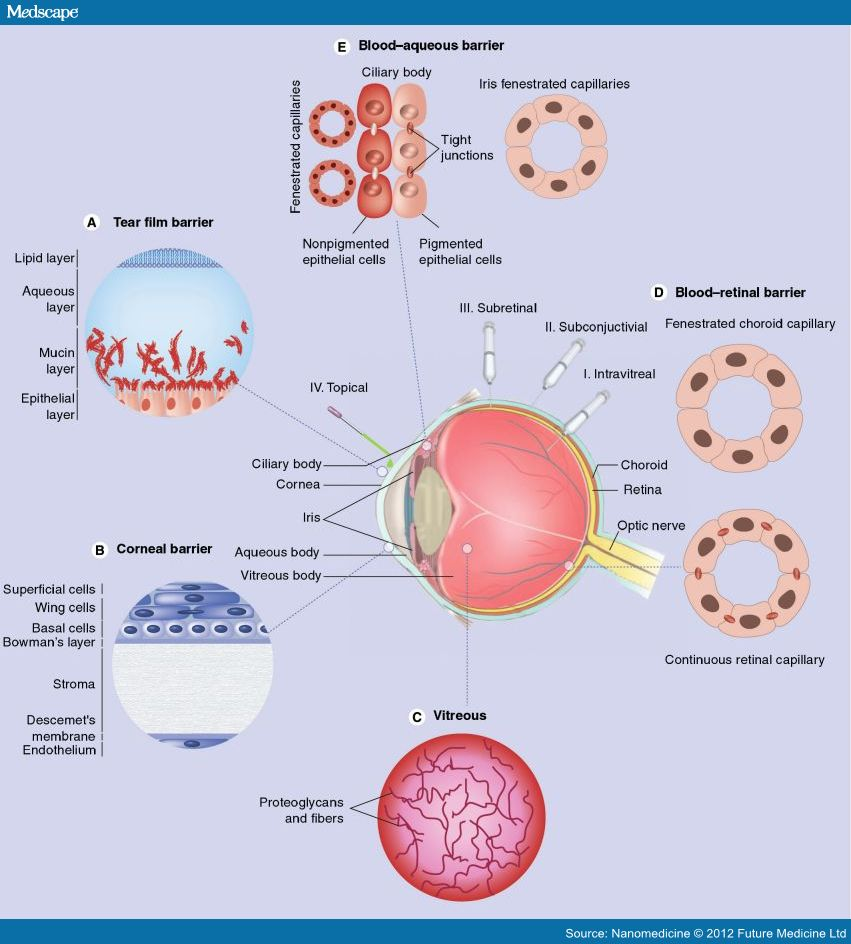 Medscape
E Blood–aqueous barrier
Ciliary body
Iris fenestrated capillaries
Fenestrated capillaries
Tight
junctions
Nonpigmented
epithelial cells
Pigmented
epithelial cells
A Tear film barrier
Lipid layer
Aqueous
layer
Mucin
layer
Epithelial
layer
D Blood–retinal barrier
Fenestrated choroid capillary
III. Subretinal
II. Subconjuctivial
I. Intravitreal
IV. Topical
Ciliary body
Cornea
Iris
Aqueous body
Vitreous body
Choroid
Retina
Optic nerve
Continuous retinal capillary
B Corneal barrier
Superficial cells
Wing cells
Basal cells
Bowman's layer
Stroma
Descemet's
membrane
Endothelium
C Vitreous
Proteoglycans
and fibers
Source: Nanomedicine © 2012 Future Medicine Ltd